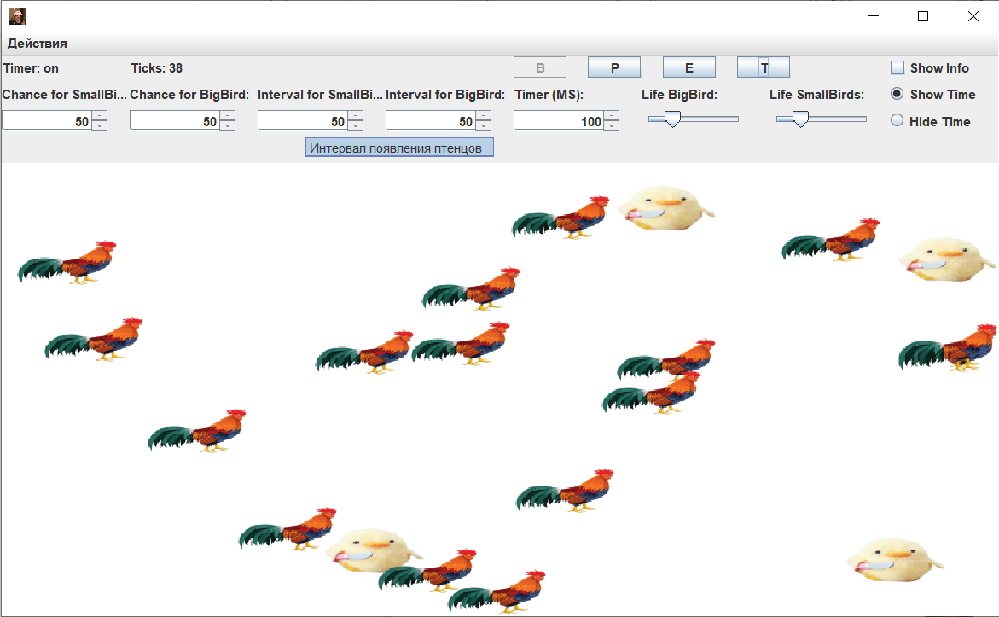 Действия
Timer: on Ticks: 38 B P E T Show Info
Chance for SmallBi... Chance for BigBird: Interval for SmallBi... Interval for BigBird: Timer (MS): Life BigBird: Life SmallBirds: Show Time
50 50 50 50 100 Hide Time
Интервал появления птенцов